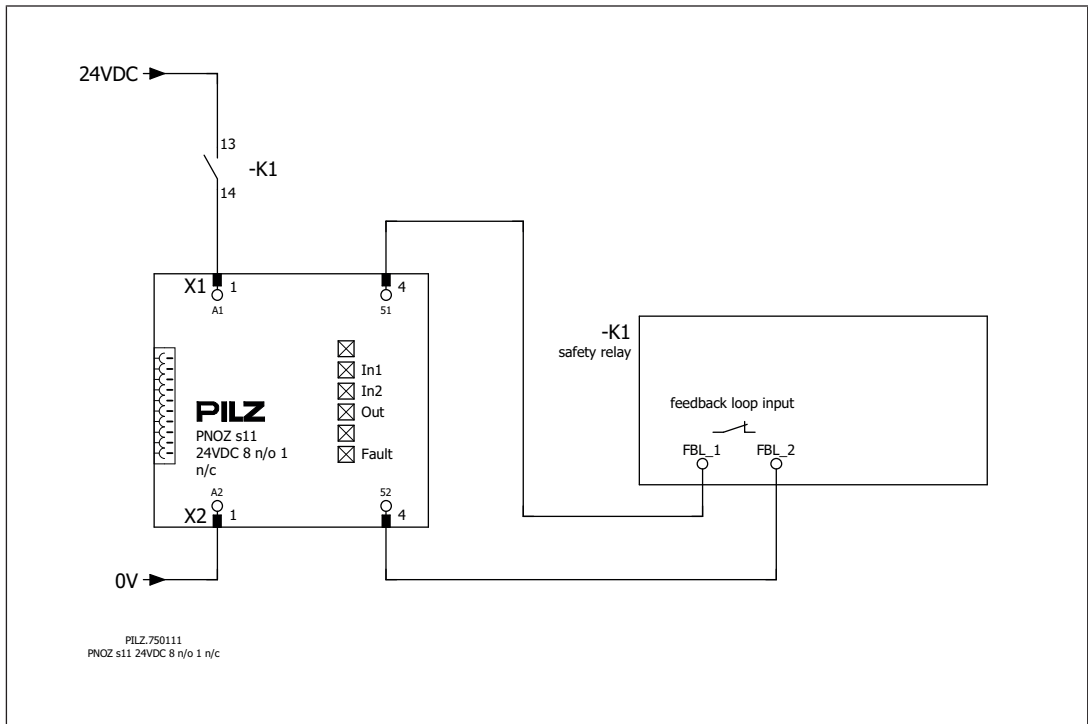 24VDC
13
-K1
14
X1 1
A1
4
51
-K1
safety relay
feedback loop input
FBL_1 FBL_2
In1
In2
Out
Fault
PILZ
PNOZ s11
24VDC 8 n/o 1
n/c
A2
X2 1
52
4
0V
PILZ.750111
PNOZ s11 24VDC 8 n/o 1 n/c